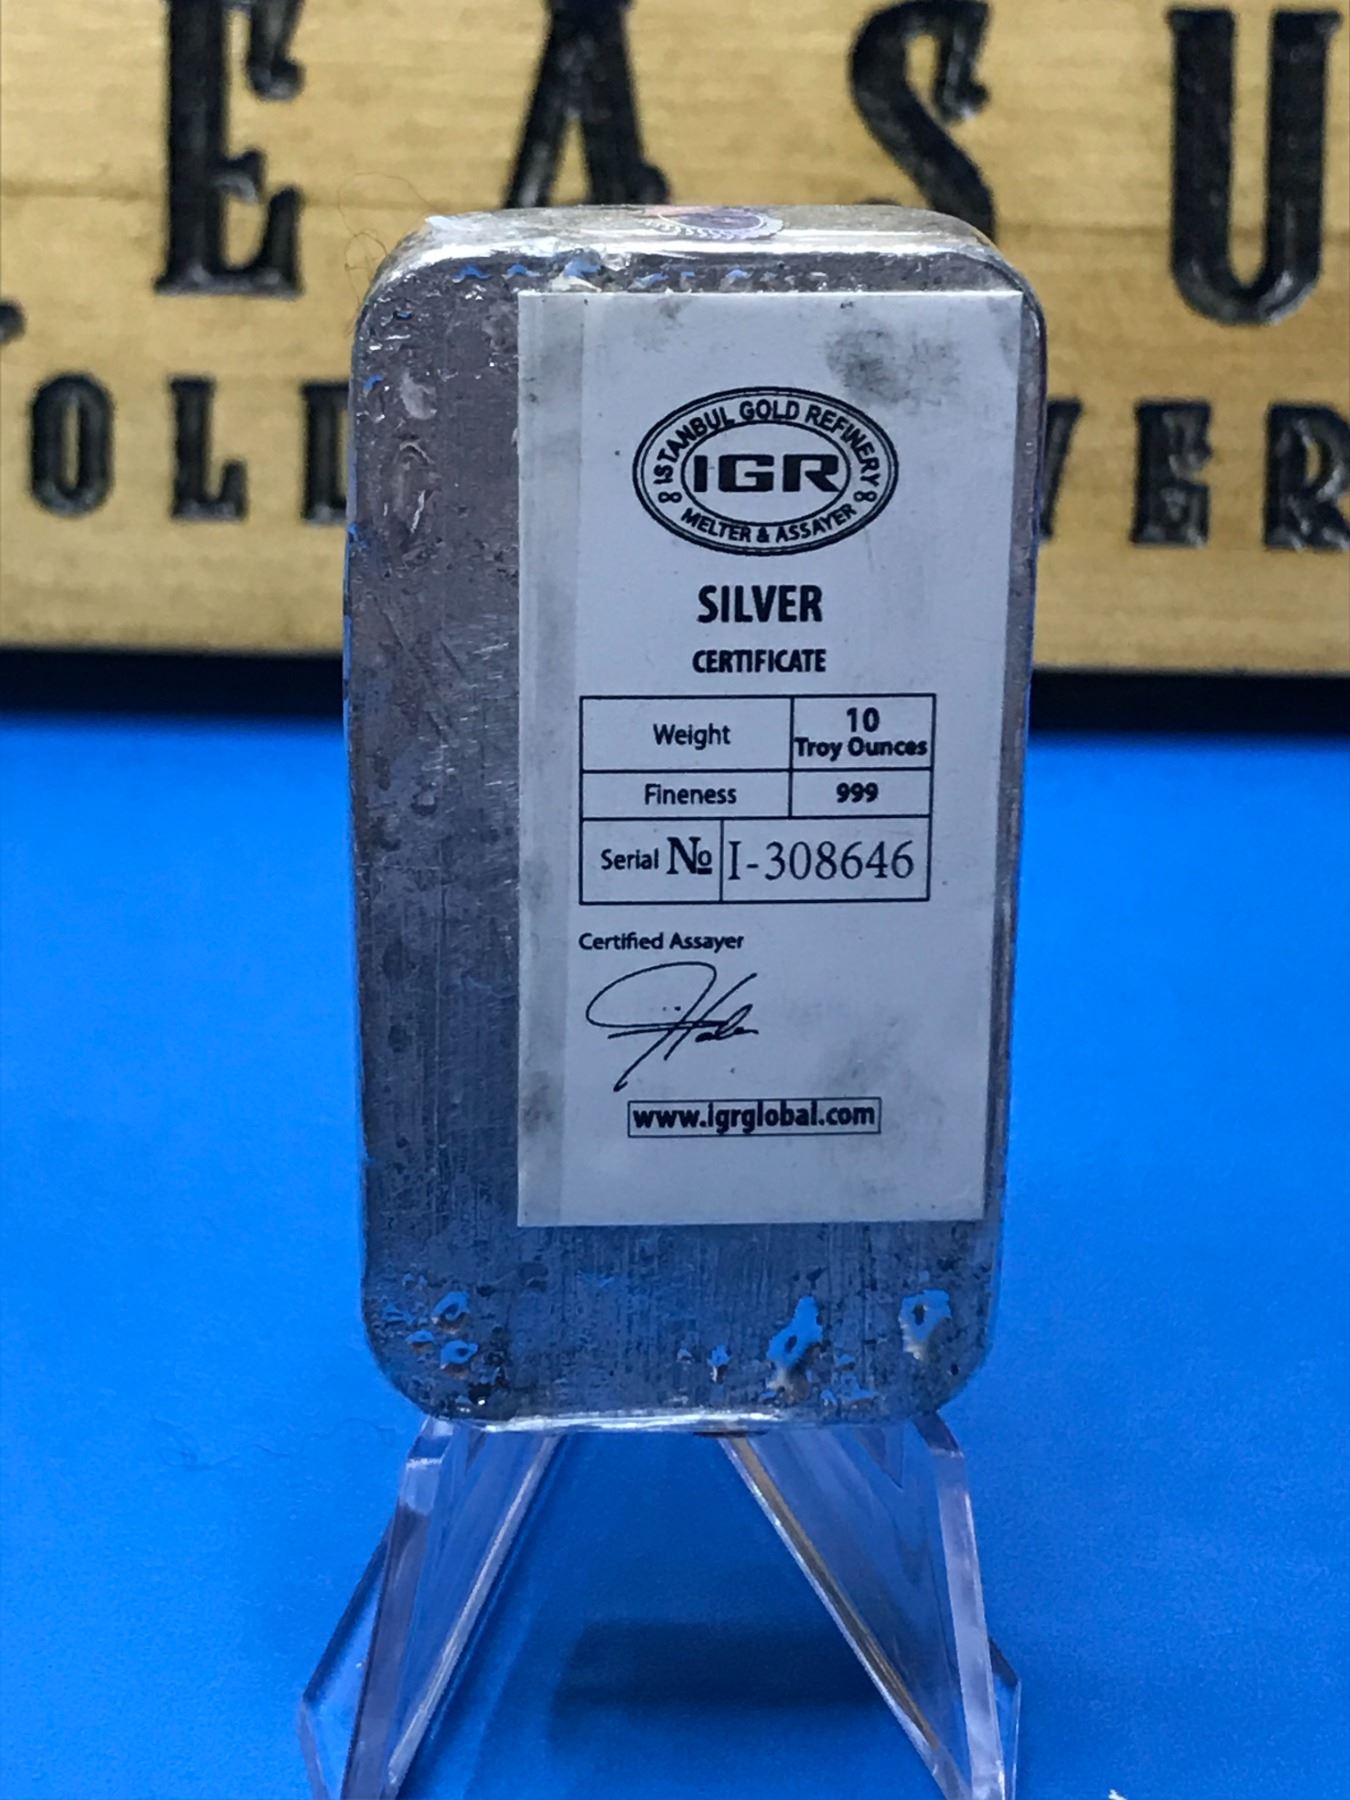 EASU
OLD
VER
ISTANBUL GOLD REFINERY
IGR
MELTER & ASSAYER
SILVER
CERTIFICATE
Weight 10 Troy Ounces
Fineness 999
Serial № I-308646
Certified Assayer
www.igrglobal.com